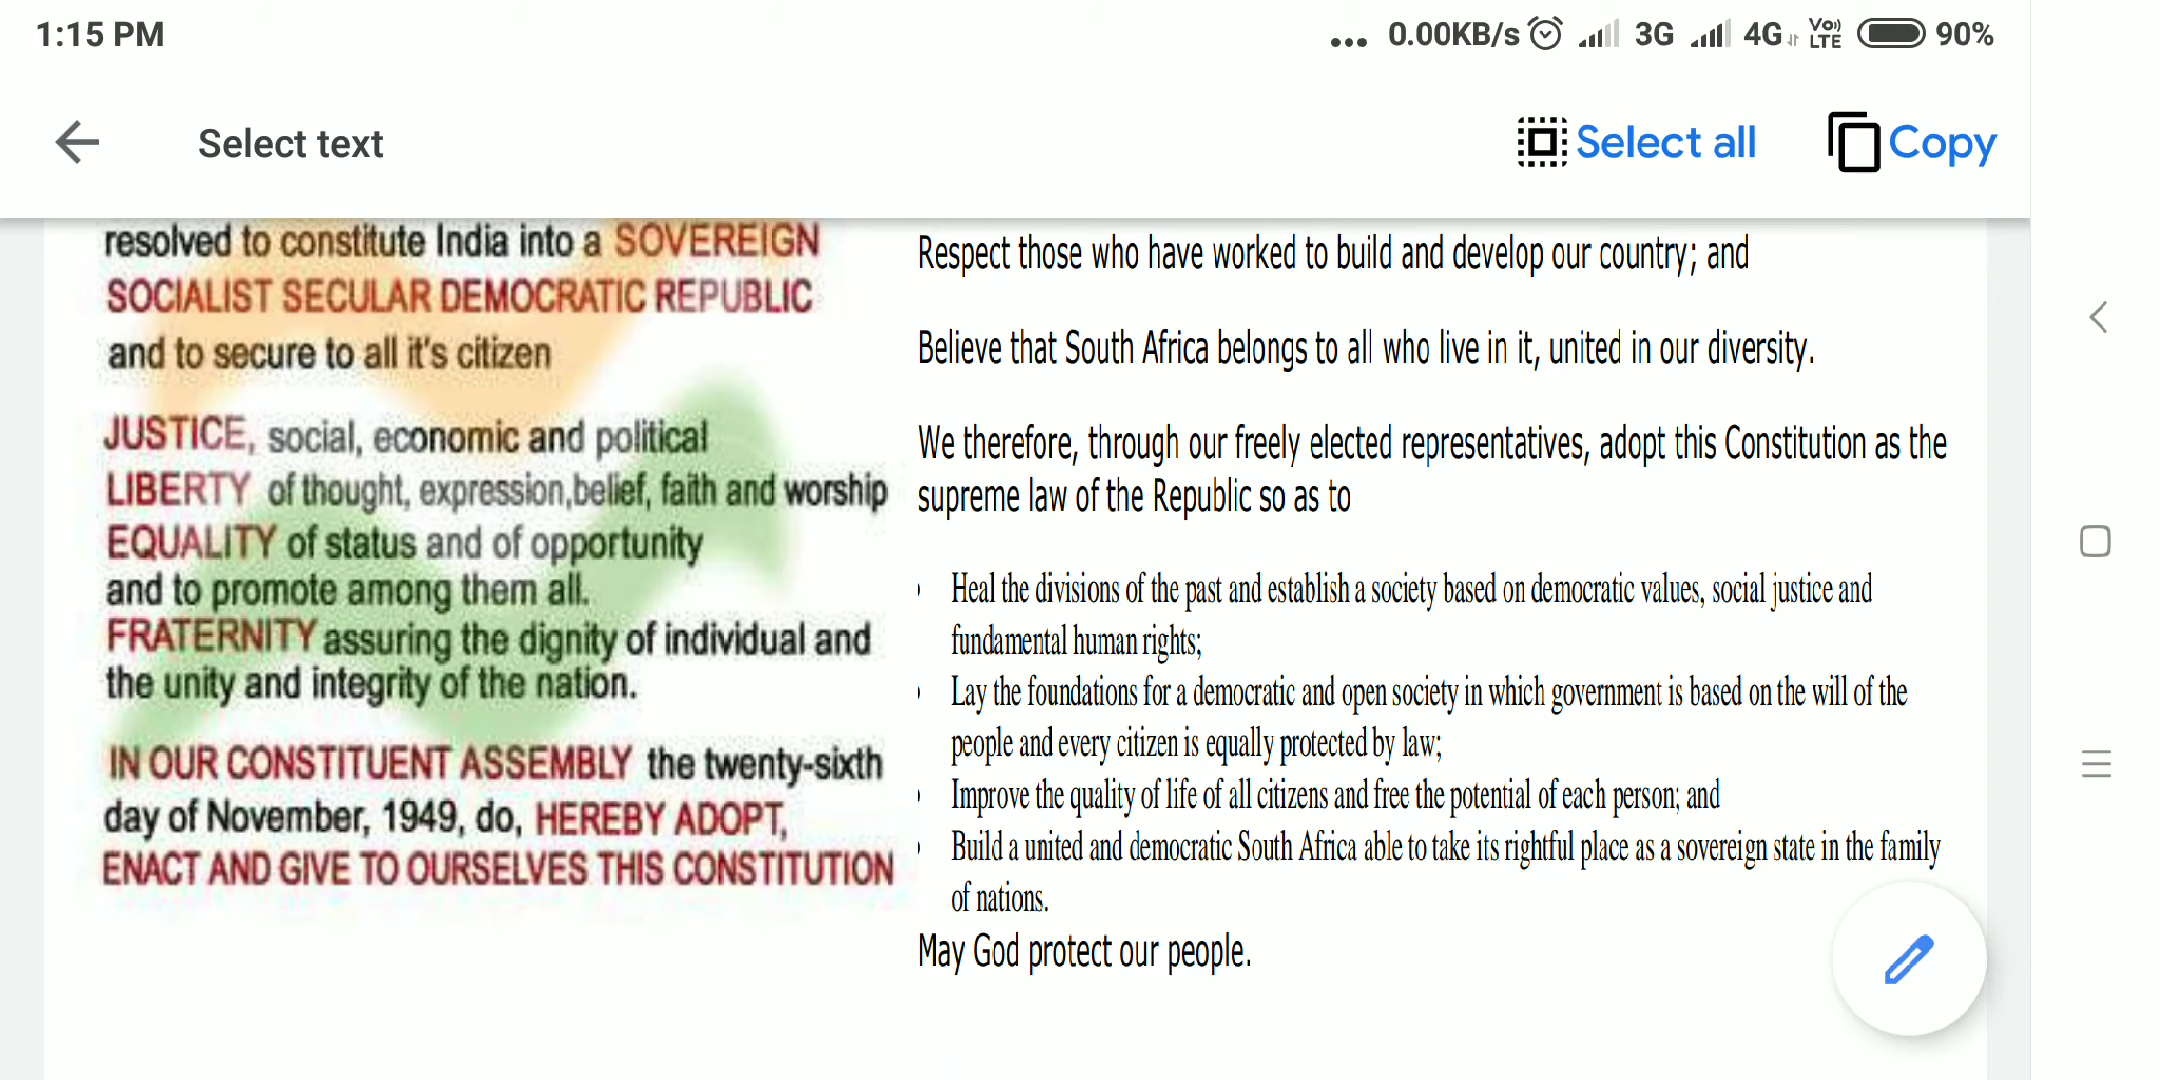 1:15 PM
... 0.00KB/s 3G 4G VoLTE 90%
Select text
Select all
Copy
resolved to constitute India into a SOVEREIGN
SOCIALIST SECULAR DEMOCRATIC REPUBLIC
and to secure to all it's citizen
JUSTICE, social, economic and political
LIBERTY of thought, expression,belief, faith and worship
EQUALITY of status and of opportunity
and to promote among them all.
FRATERNITY assuring the dignity of individual and
the unity and integrity of the nation.
IN OUR CONSTITUENT ASSEMBLY the twenty-sixth
day of November, 1949, do, HEREBY ADOPT,
ENACT AND GIVE TO OURSELVES THIS CONSTITUTION
Respect those who have worked to build and develop our country; and
Believe that South Africa belongs to all who live in it, united in our diversity.
We therefore, through our freely elected representatives, adopt this Constitution as the
supreme law of the Republic so as to
Heal the divisions of the past and establish a society based on democratic values, social justice and
fundamental human rights;
Lay the foundations for a democratic and open society in which government is based on the will of the
people and every citizen is equally protected by law;
Improve the quality of life of all citizens and free the potential of each person; and
Build a united and democratic South Africa able to take its rightful place as a sovereign state in the family
of nations.
May God protect our people.